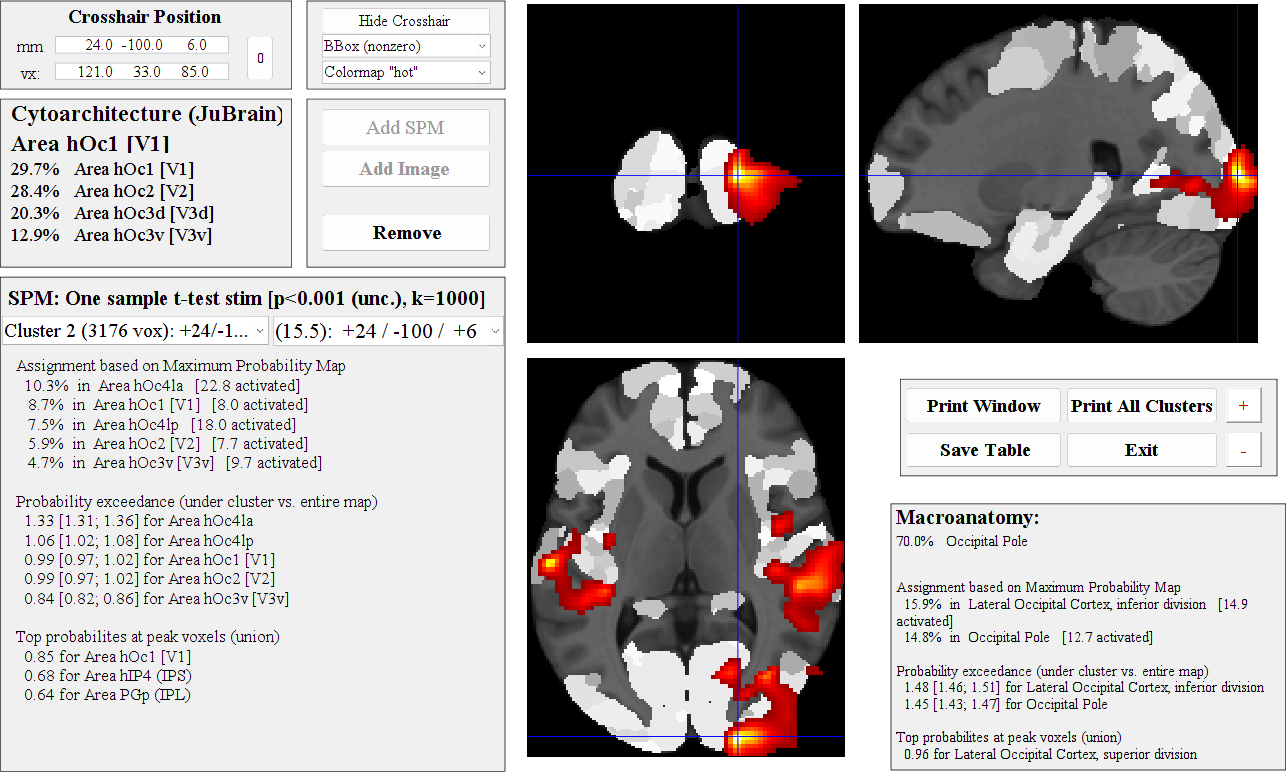 Crosshair Position
mm 24.0 -100.0 6.0
vx: 121.0 33.0 85.0
0
Hide Crosshair
BBox (nonzero)
Colormap "hot"
Cytoarchitecture (JuBrain)
Area hOc1 [V1]
29.7% Area hOc1 [V1]
28.4% Area hOc2 [V2]
20.3% Area hOc3d [V3d]
12.9% Area hOc3v [V3v]
Add SPM
Add Image
Remove
SPM: One sample t-test stim [p<0.001 (unc.), k=1000]
Cluster 2 (3176 vox): +24/-1...
(15.5): +24 / -100 / +6
Assignment based on Maximum Probability Map
10.3% in Area hOc4la [22.8 activated]
8.7% in Area hOc1 [V1] [8.0 activated]
7.5% in Area hOc4lp [18.0 activated]
5.9% in Area hOc2 [V2] [7.7 activated]
4.7% in Area hOc3v [V3v] [9.7 activated]
Probability exceedance (under cluster vs. entire map)
1.33 [1.31; 1.36] for Area hOc4la
1.06 [1.02; 1.08] for Area hOc4lp
0.99 [0.97; 1.02] for Area hOc1 [V1]
0.99 [0.97; 1.02] for Area hOc2 [V2]
0.84 [0.82; 0.86] for Area hOc3v [V3v]
Top probabilites at peak voxels (union)
0.85 for Area hOc1 [V1]
0.68 for Area hIP4 (IPS)
0.64 for Area PGp (IPL)
Print Window
Print All Clusters
+
Save Table
Exit
-
Macroanatomy:
70.0% Occipital Pole
Assignment based on Maximum Probability Map
15.9% in Lateral Occipital Cortex, inferior division [14.9
activated]
14.8% in Occipital Pole [12.7 activated]
Probability exceedance (under cluster vs. entire map)
1.48 [1.46; 1.51] for Lateral Occipital Cortex, inferior division
1.45 [1.43; 1.47] for Occipital Pole
Top probabilites at peak voxels (union)
0.96 for Lateral Occipital Cortex, superior division